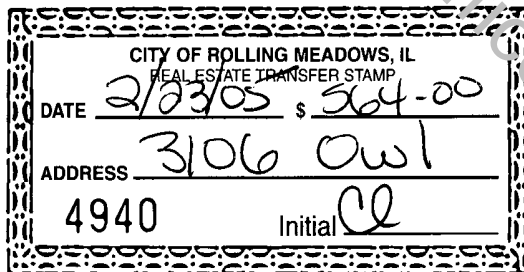 CITY OF ROLLING MEADOWS, IL
REAL ESTATE TRANSFER STAMP
DATE 2/23/05 $ 564-00
ADDRESS 3106 Owl
4940 Initial Cl